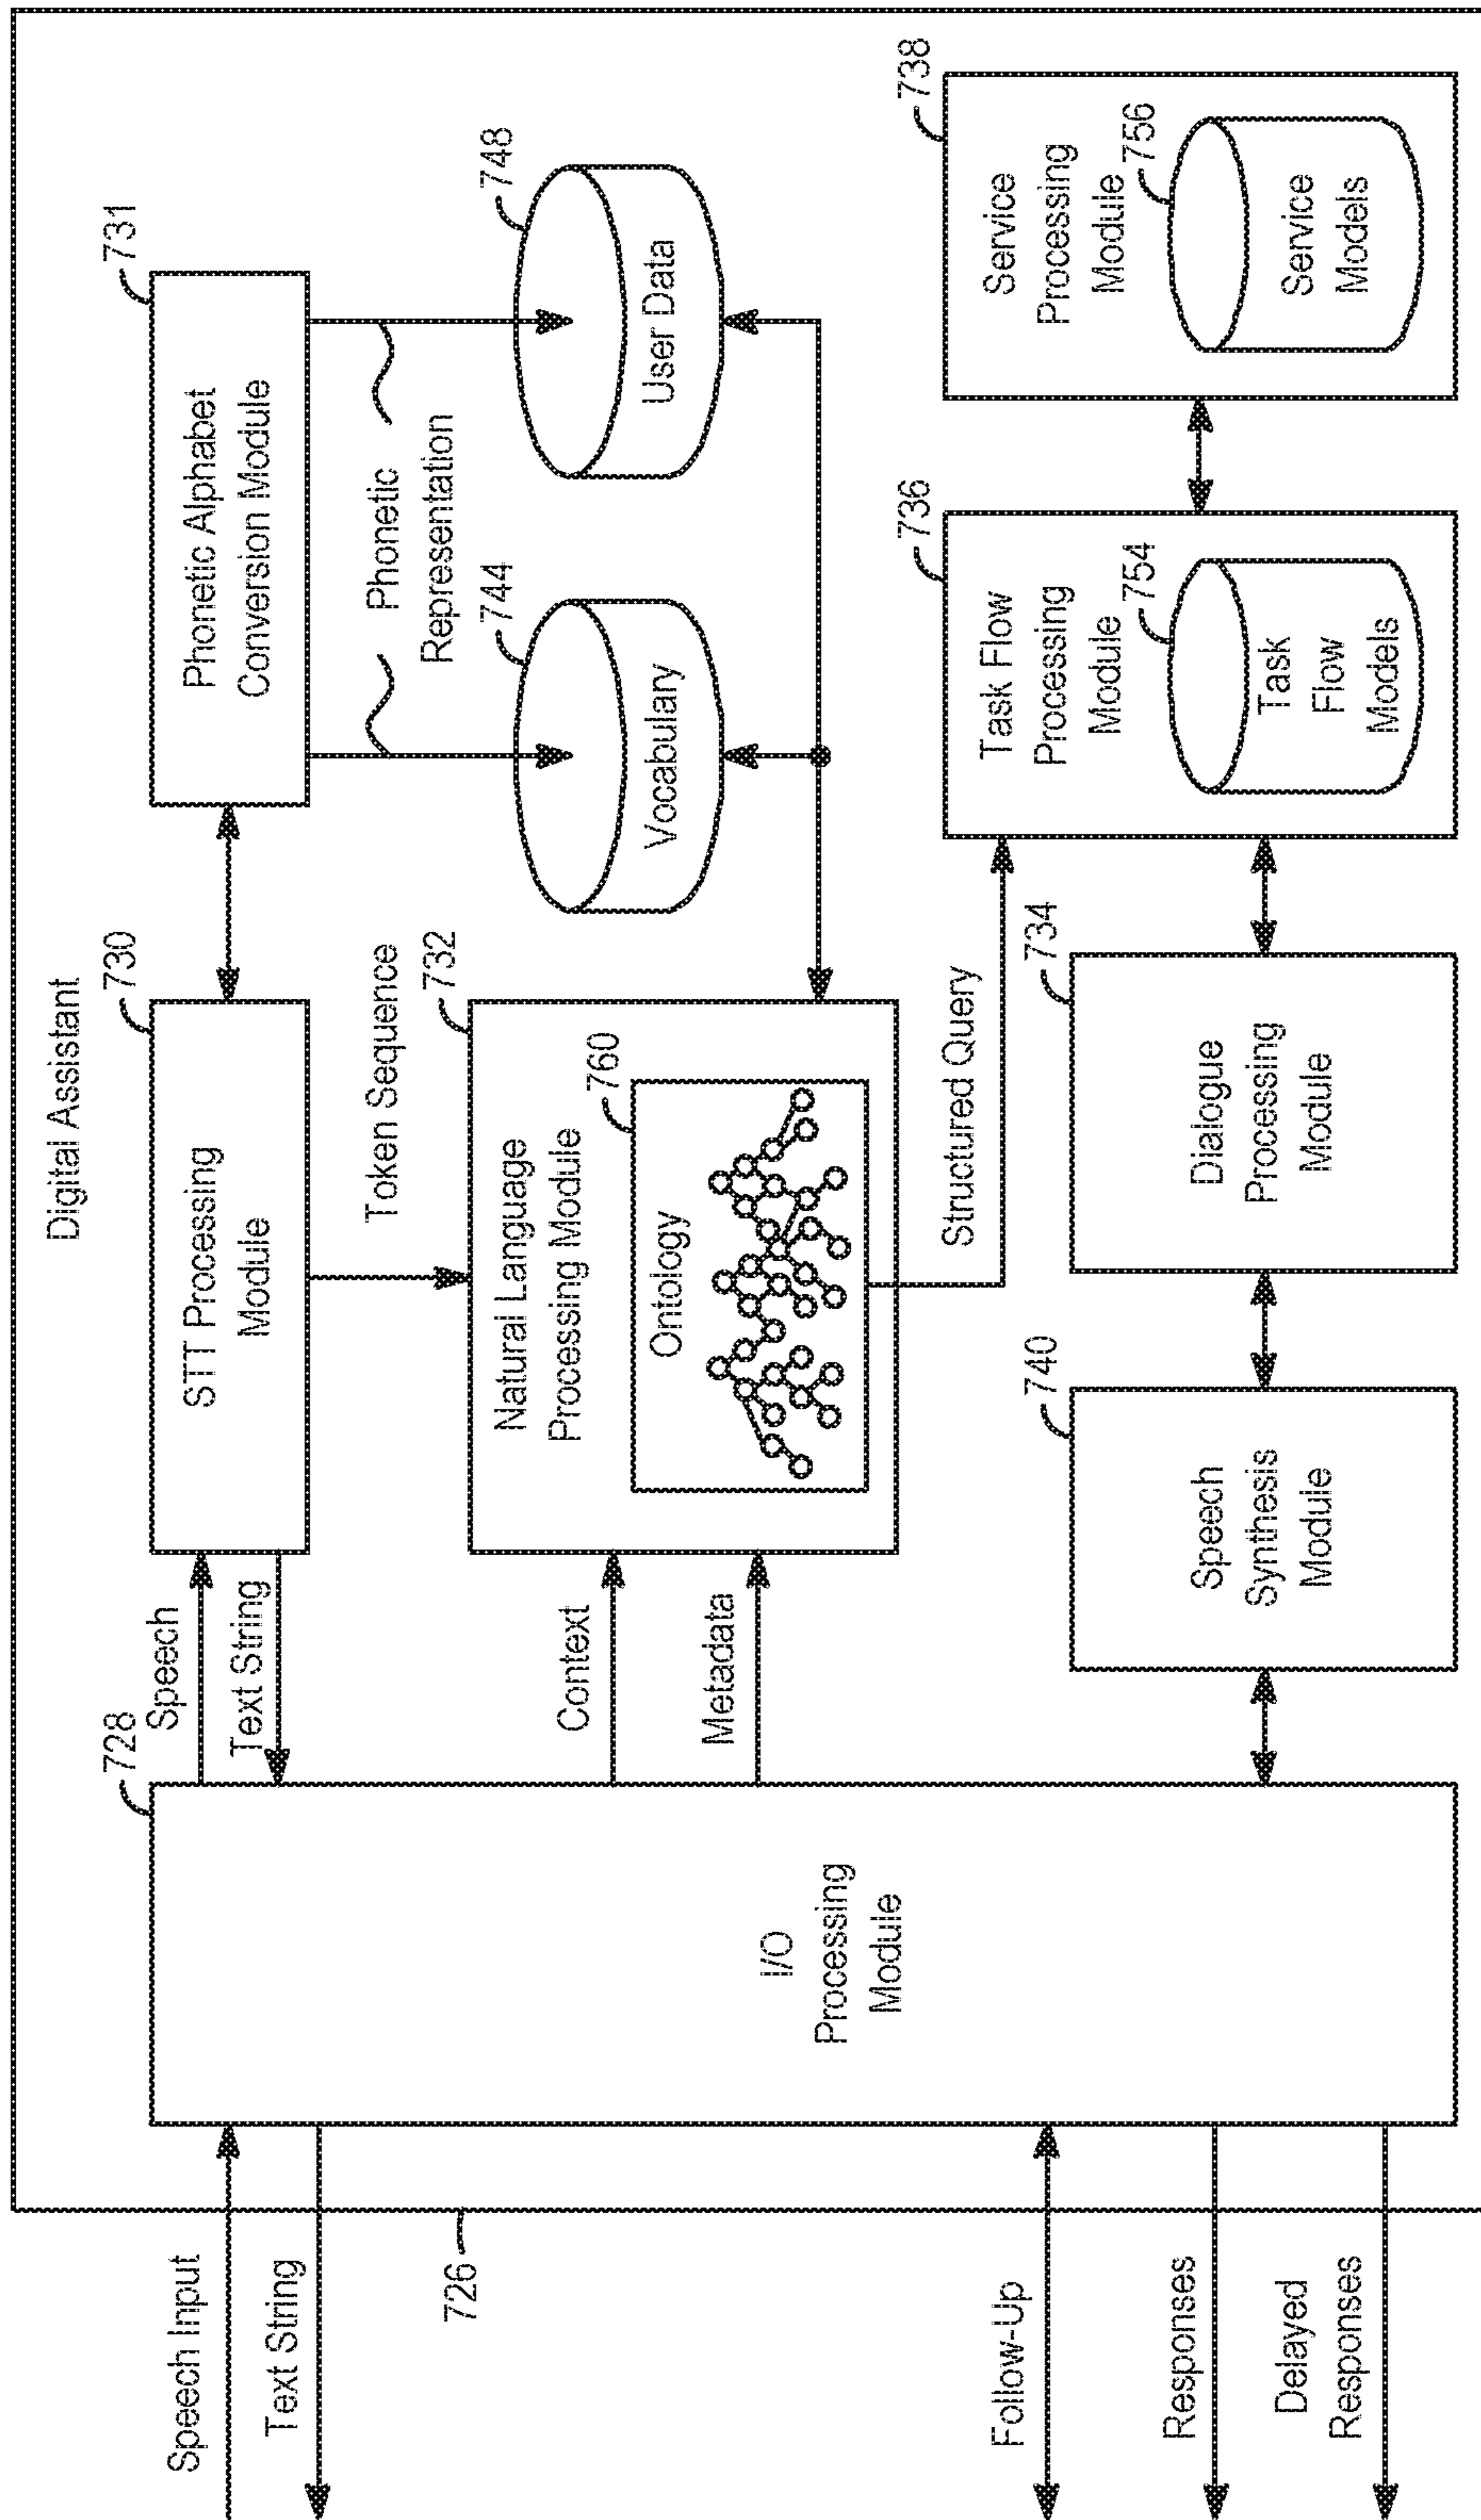 Digital Assistant
726
Speech Input
Text String
Follow-Up
Responses
Delayed
Responses
728
I/O
Processing
Module
Speech
Text String
Context
Metadata
730
STT Processing
Module
Token Sequence
731
Phonetic Alphabet
Conversion Module
Phonetic
Representation
744
Vocabulary
748
User Data
732
Natural Language
Processing Module
760
Ontology
Structured Query
740
Speech
Synthesis
Module
734
Dialogue
Processing
Module
736
Task Flow
Processing
Module
754
Task
Flow
Models
738
Service
Processing
Module
756
Service
Models